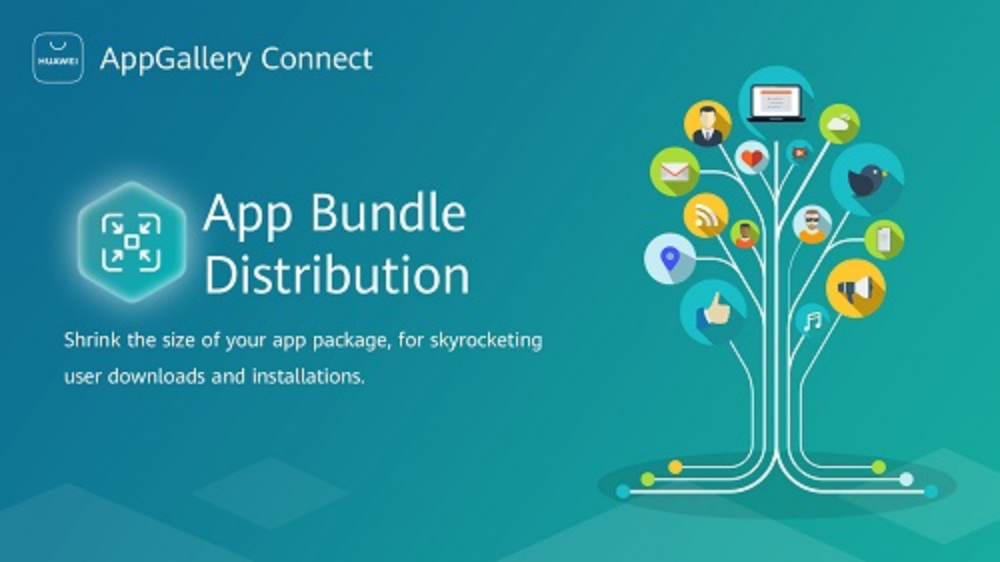 HUAWEI
AppGallery Connect
App Bundle
Distribution
Shrink the size of your app package, for skyrocketing
user downloads and installations.